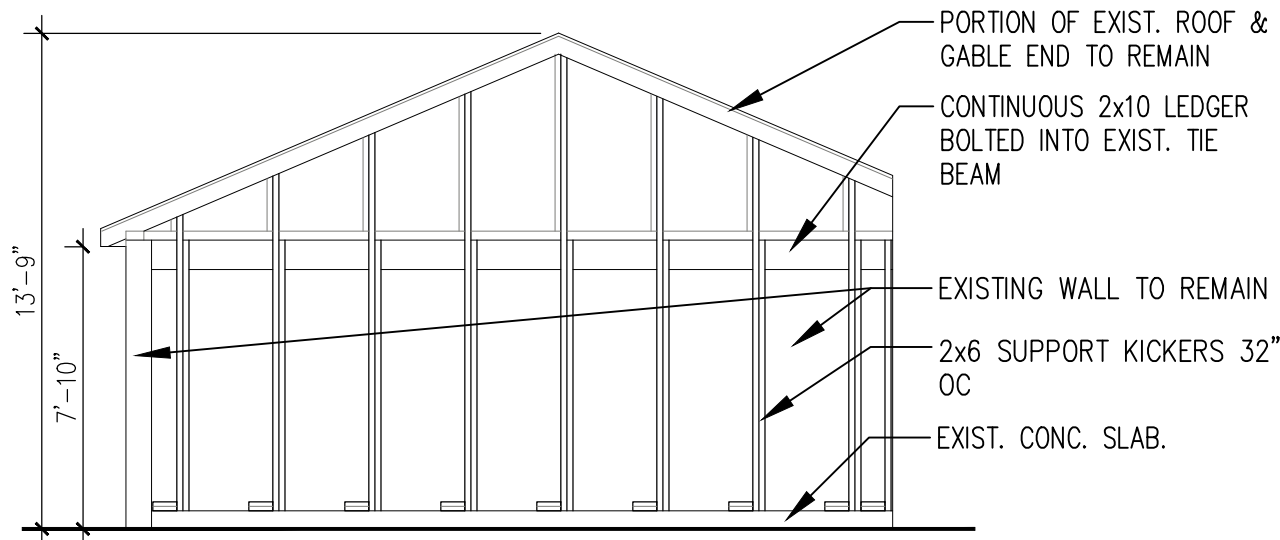 PORTION OF EXIST. ROOF &
GABLE END TO REMAIN
CONTINUOUS 2x10 LEDGER
BOLTED INTO EXIST. TIE
BEAM
13'-9"
EXISTING WALL TO REMAIN
7'-10"
2x6 SUPPORT KICKERS 32"
OC
EXIST. CONC. SLAB.